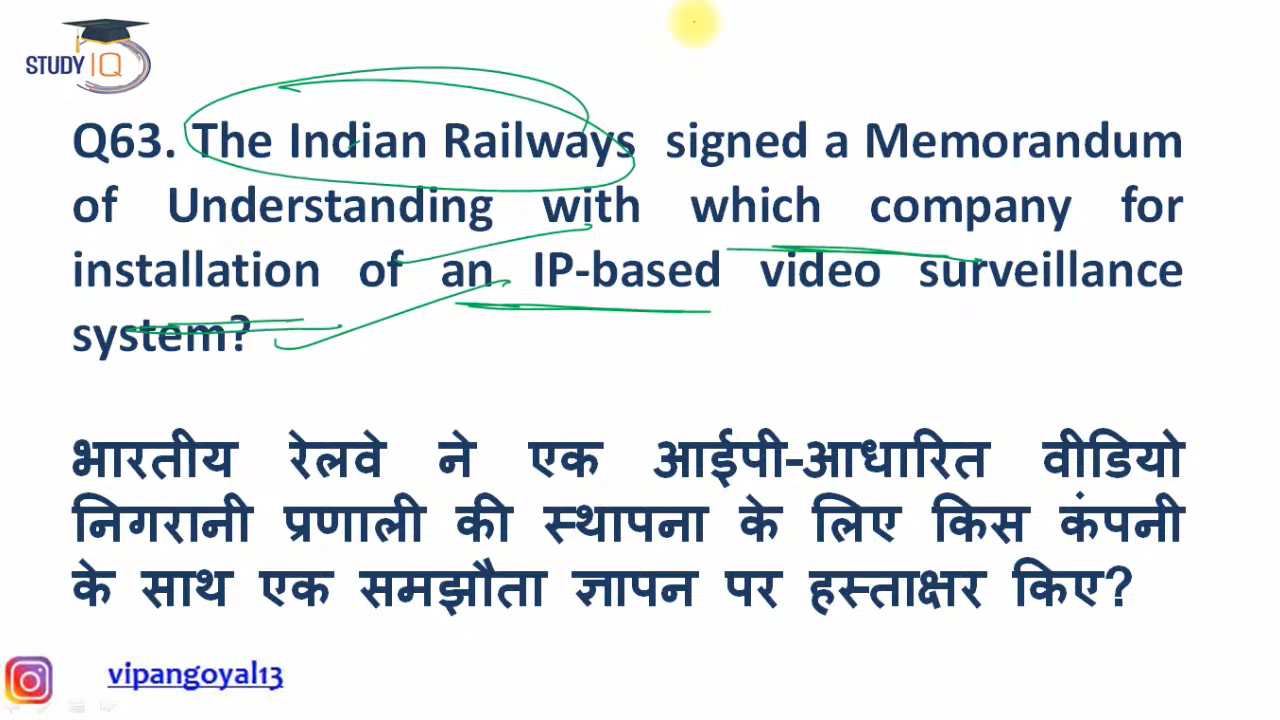 STUDY IQ
Q63. The Indian Railways signed a Memorandum
of Understanding with which company for
installation of an IP-based video surveillance
system?
भारतीय रेलवे ने एक आईपी-आधारित वीडियो
निगरानी प्रणाली की स्थापना के लिए किस कंपनी
के साथ एक समझौता ज्ञापन पर हस्ताक्षर किए?
vipangoyal13